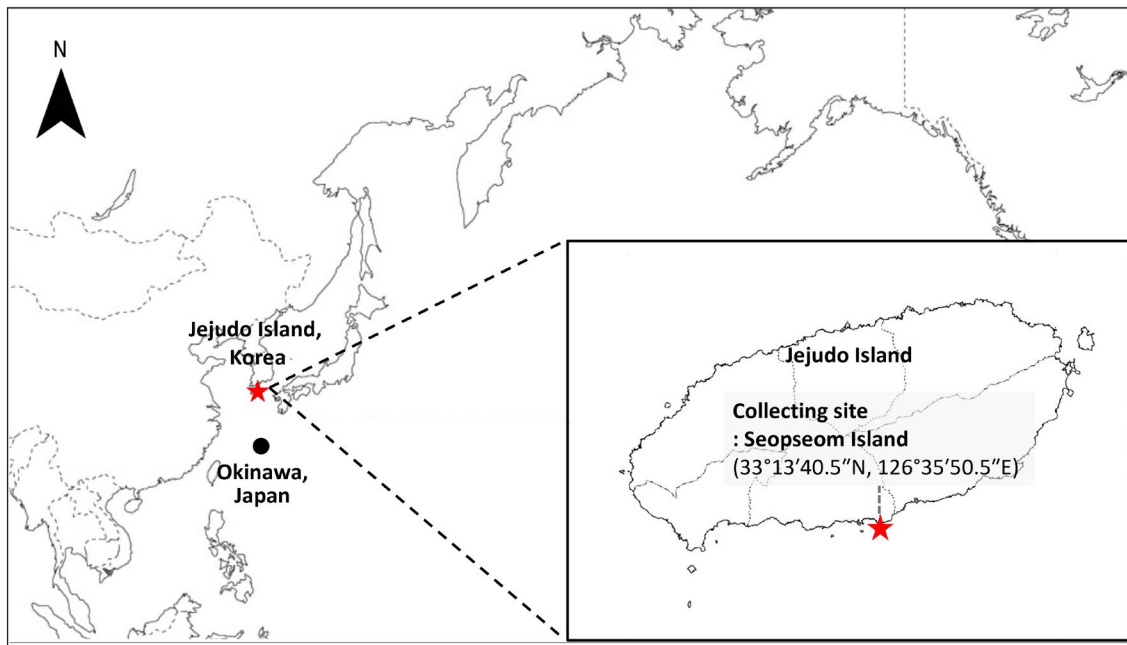 N
Jejudo Island,
Korea
Okinawa,
Japan
Jejudo Island
Collecting site
: Seopseom Island
(33°13′40.5″N, 126°35′50.5″E)